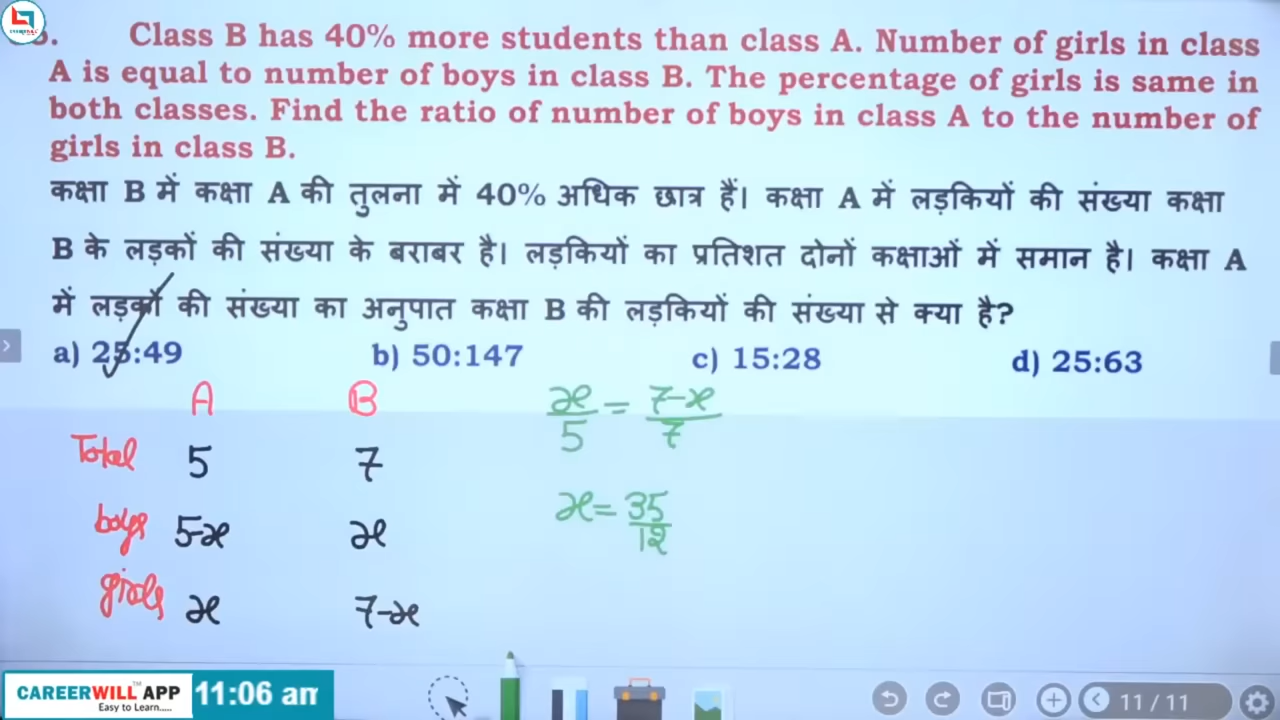 Class B has 40% more students than class A. Number of girls in class
A is equal to number of boys in class B. The percentage of girls is same in
both classes. Find the ratio of number of boys in class A to the number of
girls in class B.
कक्षा B में कक्षा A की तुलना में 40% अधिक छात्र हैं। कक्षा A में लड़कियों की संख्या कक्षा
B के लड़कों की संख्या के बराबर है। लड़कियों का प्रतिशत दोनों कक्षाओं में समान है। कक्षा A
में लड़कों की संख्या का अनुपात कक्षा B की लड़कियों की संख्या से क्या है?
a) 25:49 b) 50:147 c) 15:28 d) 25:63
A B
x/5 = 7-x/7
Total 5 7
x = 35/12
boys 5-x x
girls x 7-x
CAREERWILL APP
Easy to Learn.....
11:06 am
11 / 11